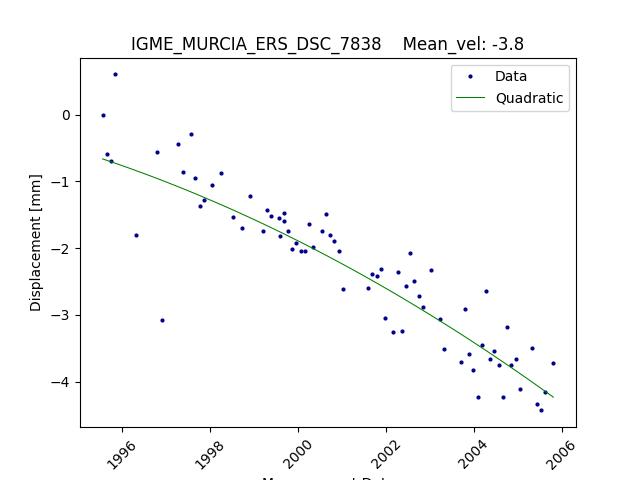 IGME_MURCIA_ERS_DSC_7838 Mean_vel: -3.8
Data
Quadratic
Displacement [mm]
0
−1
−2
−3
−4
1996
1998
2000
2002
2004
2006